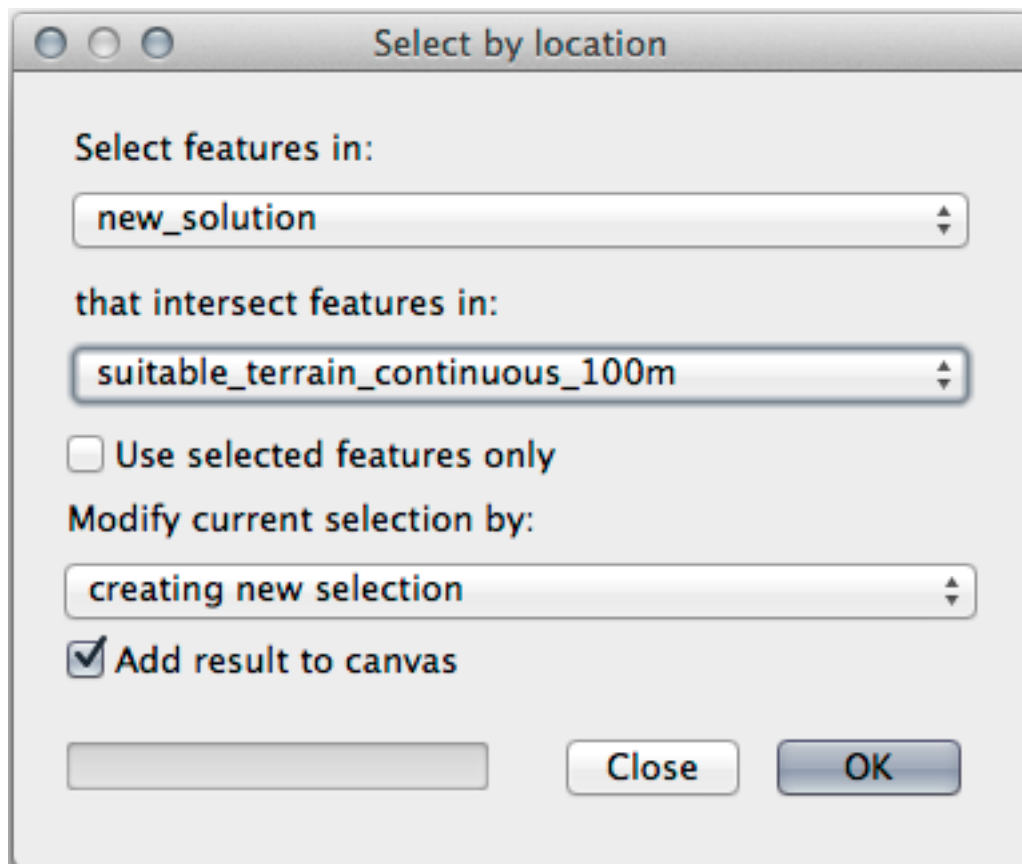 Select by location
Select features in:
new_solution
that intersect features in:
suitable_terrain_continuous_100m
Use selected features only
Modify current selection by:
creating new selection
Add result to canvas
Close OK